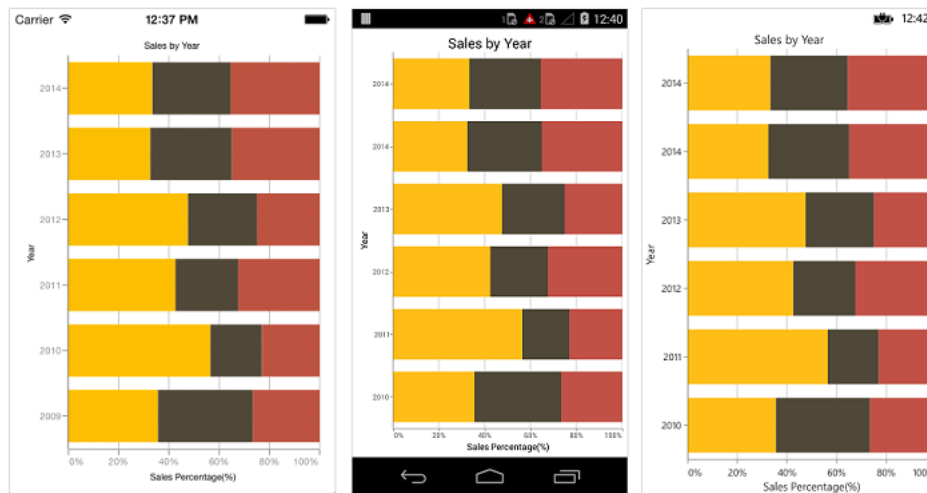 Carrier 12:37 PM
Sales by Year
2014
2013
2012
2011
2010
2009
Year
0% 20% 40% 60% 80% 100%
Sales Percentage(%)
1 2 12:40
Sales by Year
2014
2014
2013
2012
2011
2010
Year
0% 20% 40% 60% 80% 100%
Sales Percentage(%)
12:42
Sales by Year
2014
2014
2013
2012
2011
2010
Year
0% 20% 40% 60% 80% 100
Sales Percentage(%)